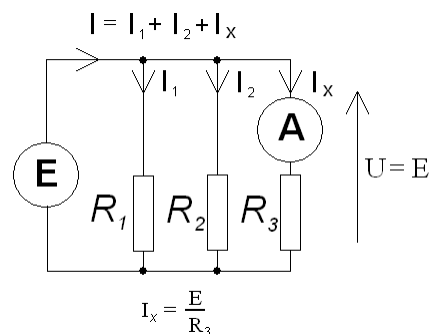 I = I₁+ I₂+ Iₓ
I₁ I₂ Iₓ
E A
R₁ R₂ R₃
U= E
Iₓ = E/R₃